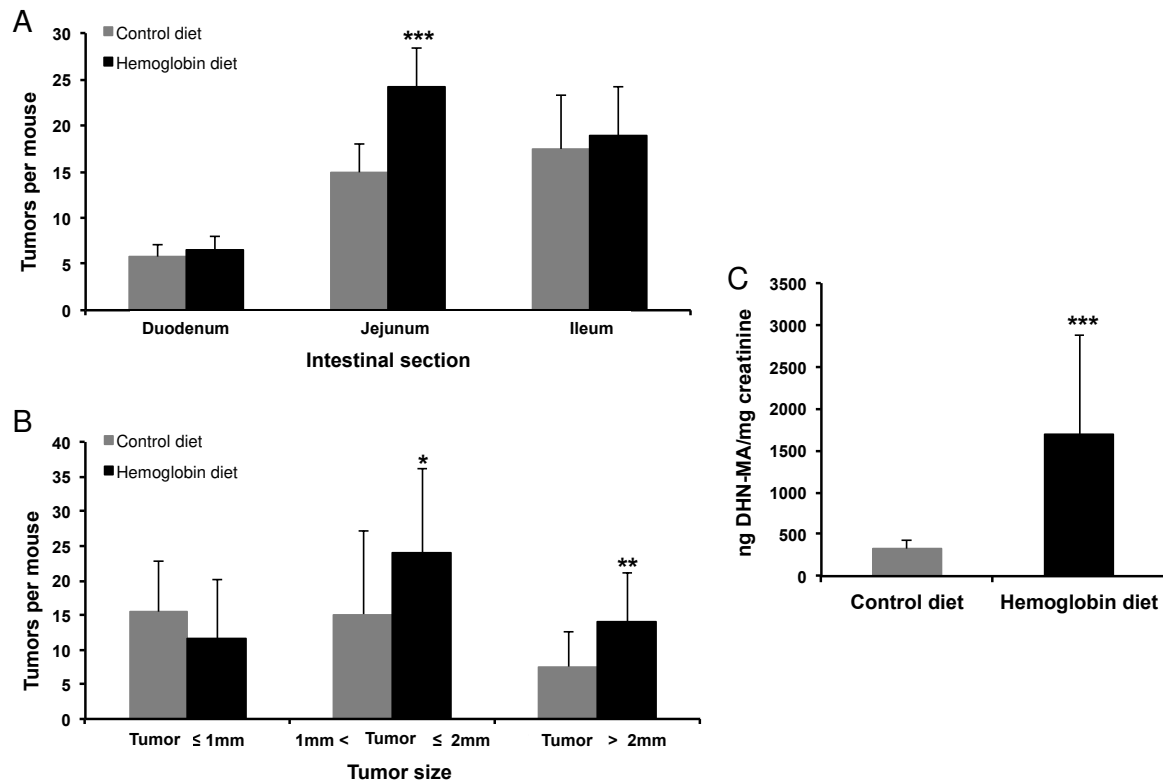 A
Control diet
Hemoglobin diet
***
30
25
20
15
10
5
0
Tumors per mouse
Duodenum Jejunum Ileum
Intestinal section
B
Control diet
Hemoglobin diet
*
**
40
35
30
25
20
15
10
5
0
Tumors per mouse
Tumor ≤ 1mm 1mm < Tumor ≤ 2mm Tumor > 2mm
Tumor size
C
***
3500
3000
2500
2000
1500
1000
500
0
ng DHN-MA/mg creatinine
Control diet Hemoglobin diet